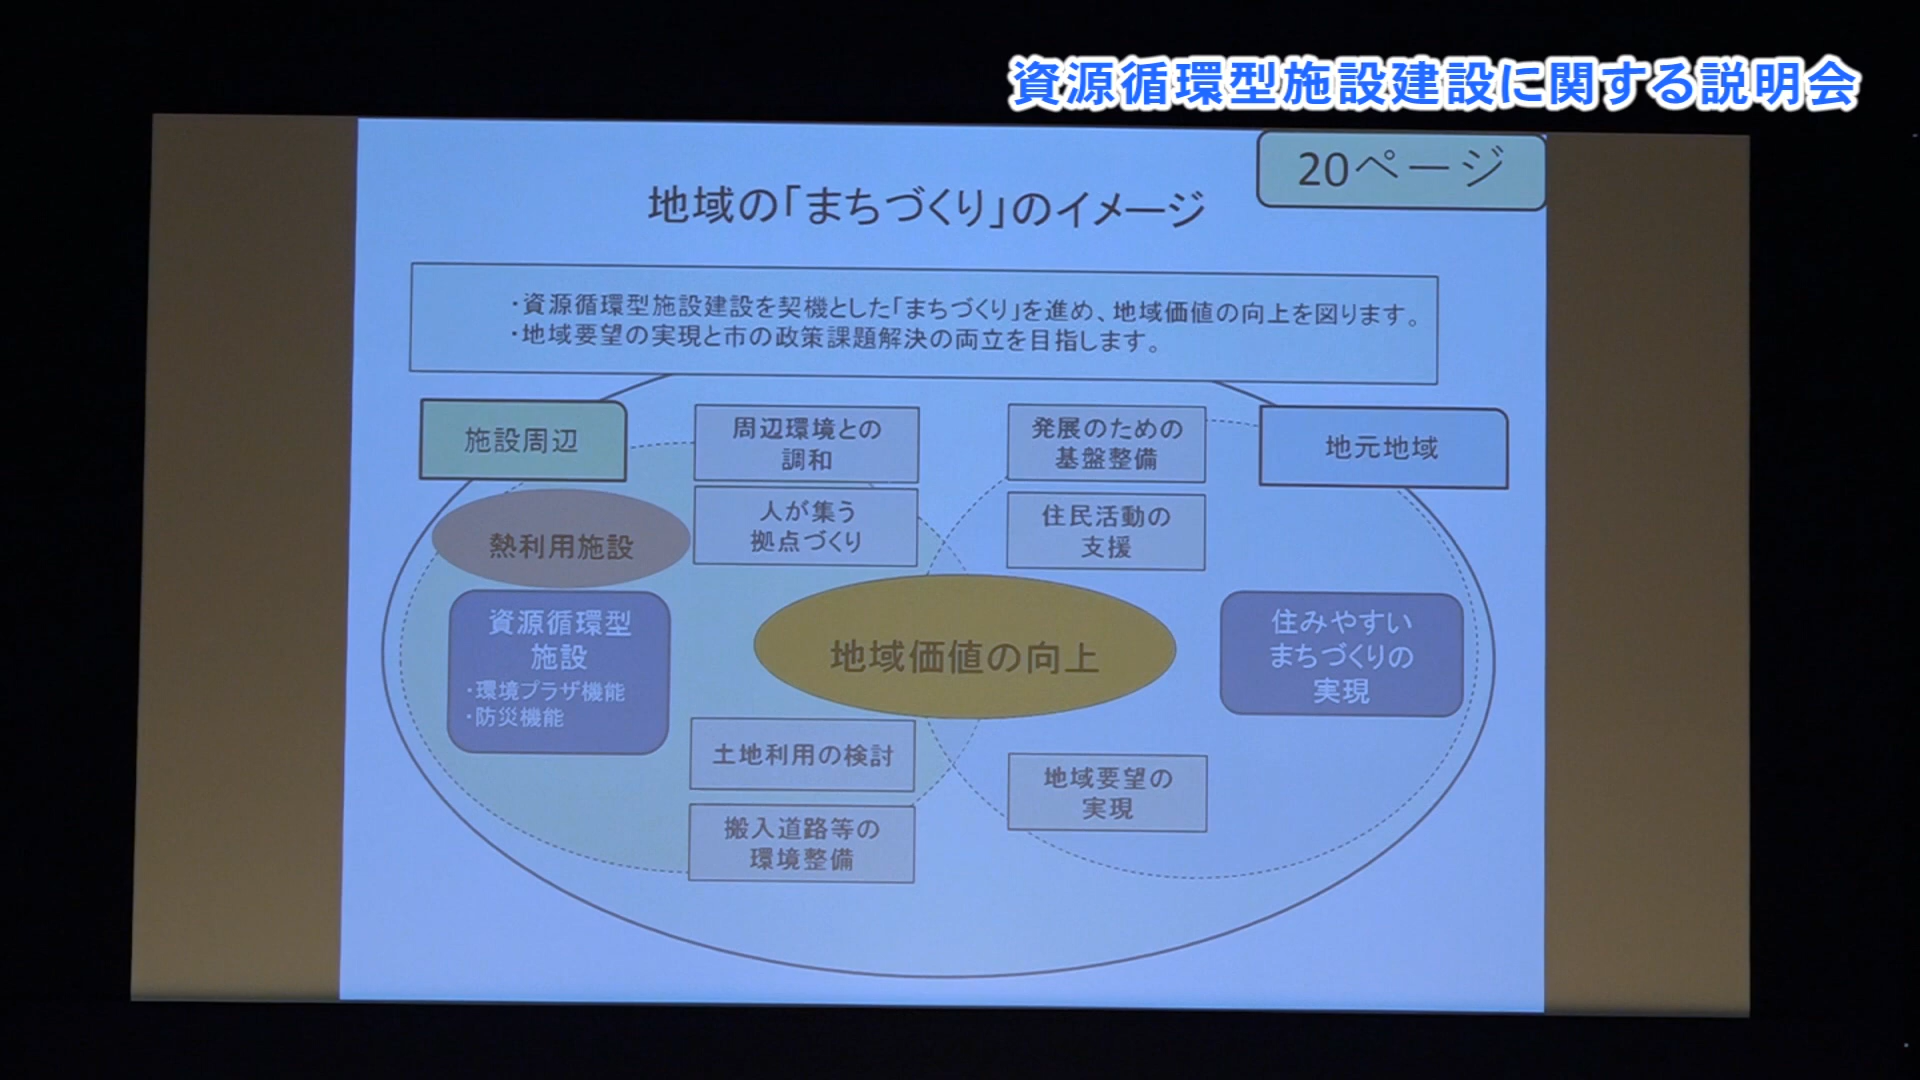 資源循環型施設建設に関する説明会
20ページ
地域の「まちづくり」のイメージ
・資源循環型施設建設を契機とした「まちづくり」を進め、地域価値の向上を図ります。
・地域要望の実現と市の政策課題解決の両立を目指します。
施設周辺
周辺環境との
調和
発展のための
基盤整備
地元地域
熱利用施設
人が集う
拠点づくり
住民活動の
支援
資源循環型
施設
・環境プラザ機能
・防災機能
地域価値の向上
住みやすい
まちづくりの
実現
土地利用の検討
地域要望の
実現
搬入道路等の
環境整備